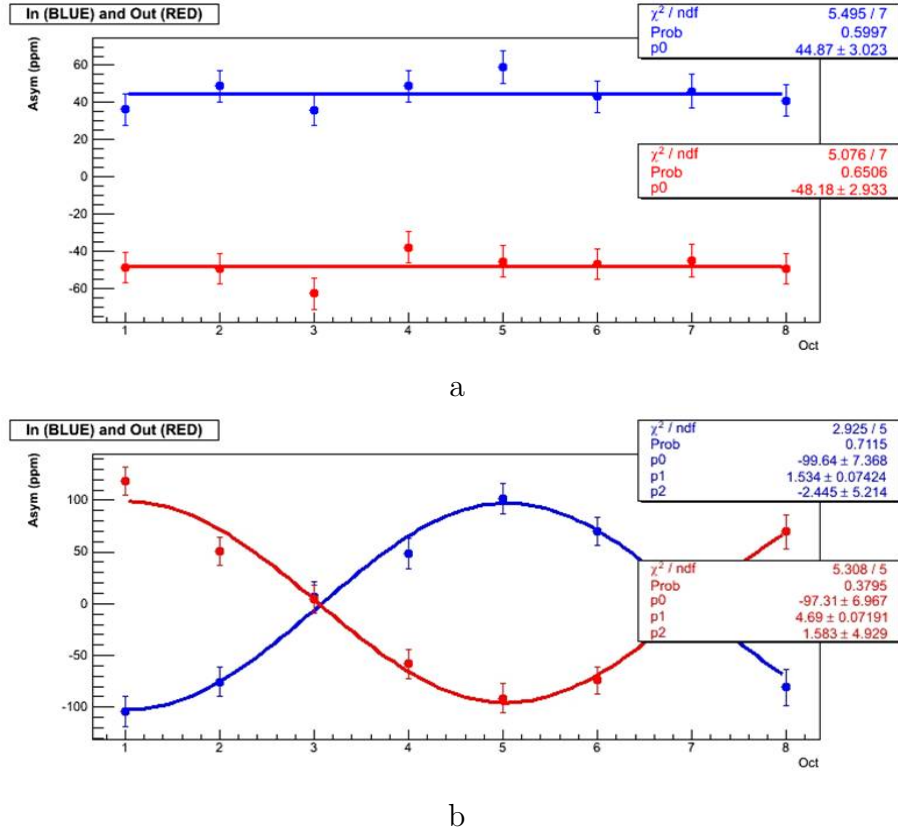 In (BLUE) and Out (RED)
χ² / ndf 5.495 / 7
Prob 0.5997
p0 44.87 ± 3.023
Asym (ppm)
60
40
20
0
-20
-40
-60
χ² / ndf 5.076 / 7
Prob 0.6506
p0 -48.18 ± 2.933
1 2 3 4 5 6 7 8
Oct
a
In (BLUE) and Out (RED)
χ² / ndf 2.925 / 5
Prob 0.7115
p0 -99.64 ± 7.368
p1 1.534 ± 0.07424
p2 -2.445 ± 5.214
Asym (ppm)
100
50
0
-50
-100
χ² / ndf 5.308 / 5
Prob 0.3795
p0 -97.31 ± 6.967
p1 4.69 ± 0.07191
p2 1.583 ± 4.929
1 2 3 4 5 6 7 8
Oct
b